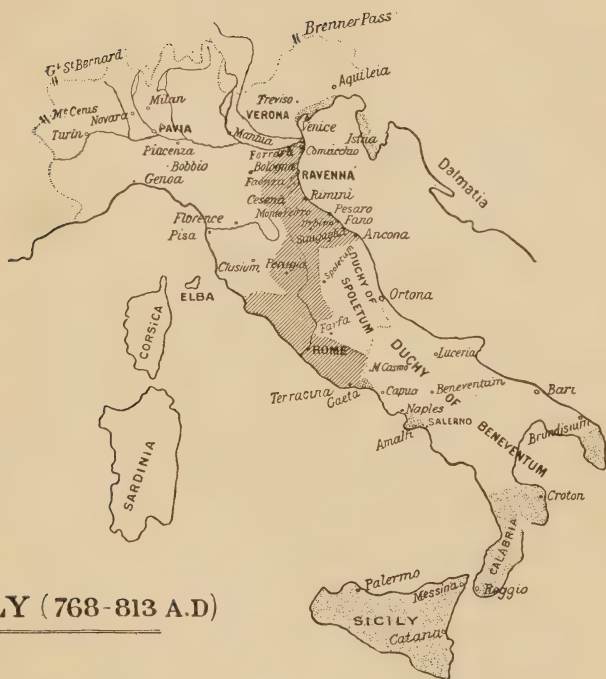 Brenner Pass
Gt St Bernard
Aquileia
Treviso
Milan
Mt Cenis
Novara
VERONA
Venice
Istria
PAVIA
Turin
Mantua
Piacenza
Ferrara
Comacchio
Bobbio
Bologna
RAVENNA
Genoa
Faenza
Dalmatia
Cesena
Rimini
Monteferro
Pesaro
Florence
Urbino
Fano
Pisa
Sinigaglia
Ancona
Clusium
Perugia
Spoletum
ELBA
DUCHY OF
SPOLETUM
Ortona
CORSICA
Farfa
ROME
DUCHY OF BENEVENTUM
Luceria
M. Casino
Terracina
Gaeta
Capua
Beneventum
Bari
Naples
SALERNO
Brundisium
Amalfi
SARDINIA
Croton
CALABRIA
Palermo
Messina
Reggio
LY (768-813 A.D)
SICILY
Catana